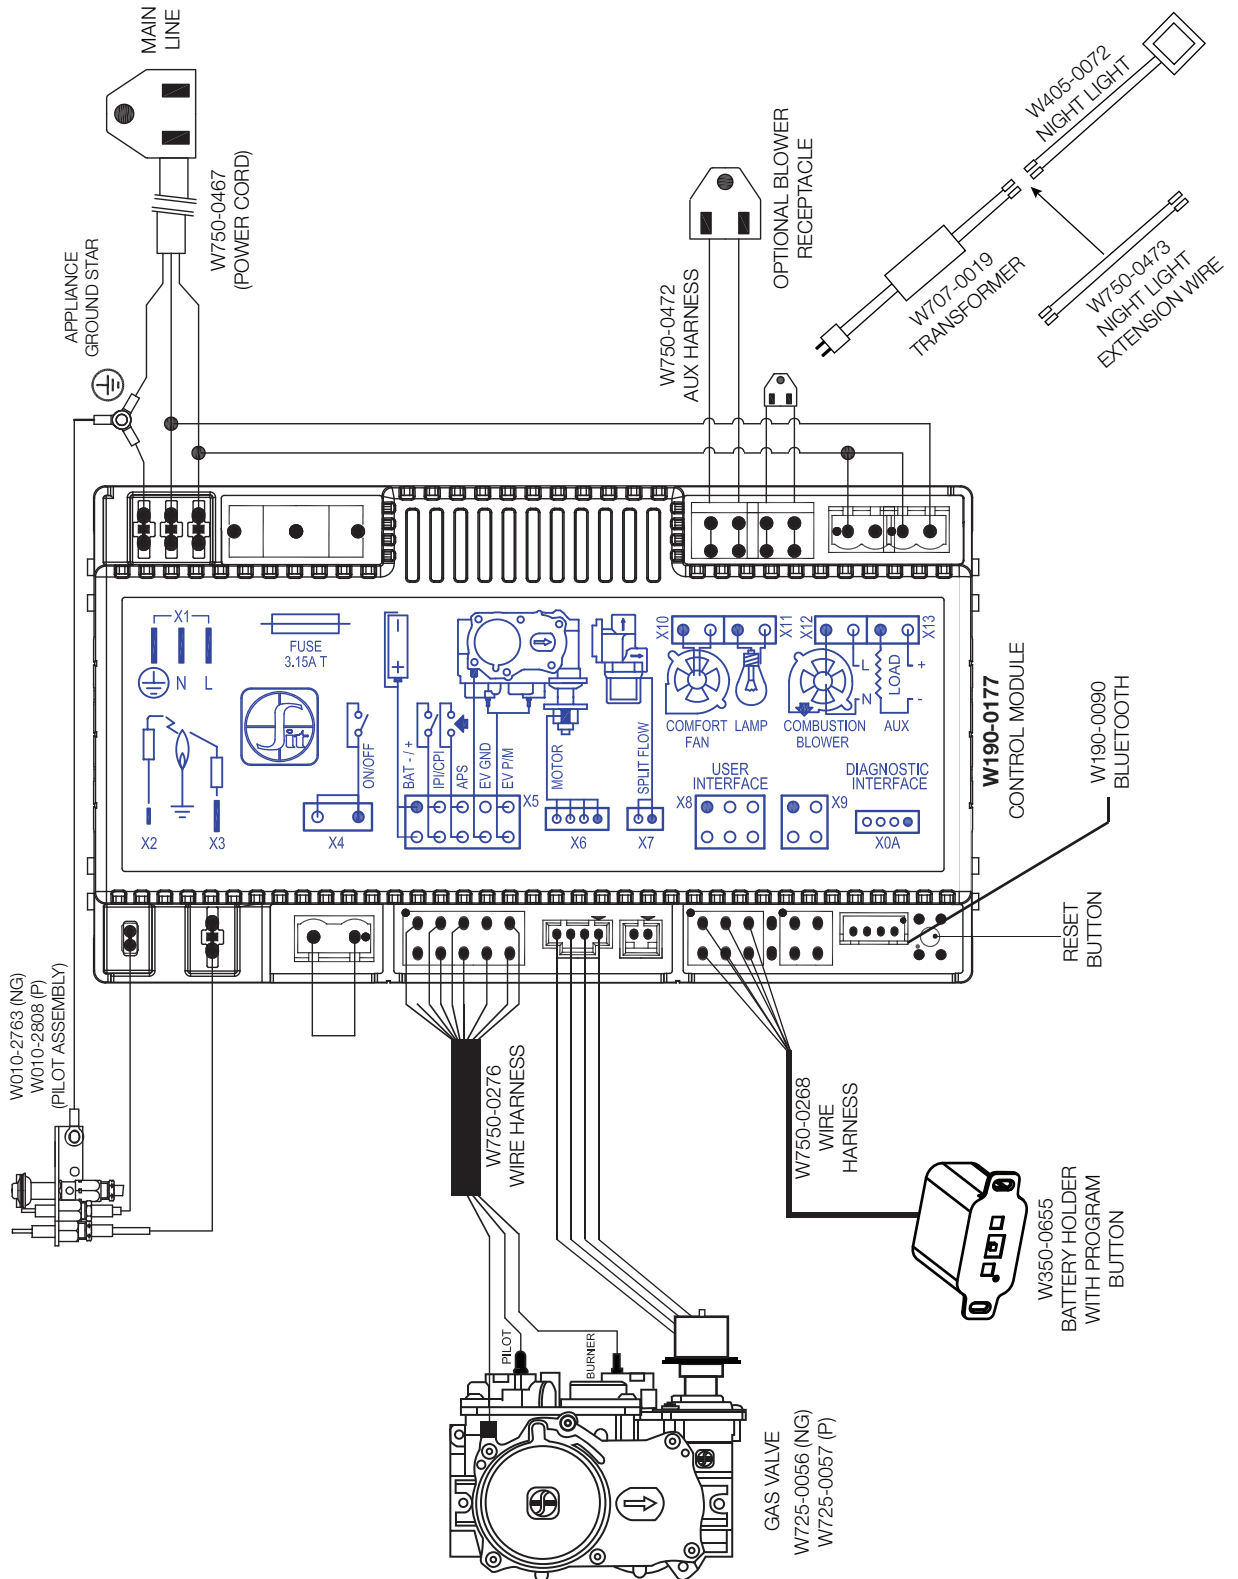 MAIN
LINE
W750-0467
(POWER CORD)
APPLIANCE
GROUND STAR
W405-0072
NIGHT LIGHT
OPTIONAL BLOWER
RECEPTACLE
W707-0019
TRANSFORMER
W750-0473
NIGHT LIGHT
EXTENSION WIRE
W750-0472
AUX HARNESS
X1
N
L
FUSE
3.15A T
X2
X3
Sit
ON/OFF
X4
- +
BAT - / +
IPI/CPI
APS
EV GND
EV P/M
X5
MOTOR
X6
SPLIT FLOW
X7
X10
X11
COMFORT
FAN
LAMP
X12
X13
L
N
LOAD
+
-
COMBUSTION
BLOWER
AUX
USER
INTERFACE
X8
X9
DIAGNOSTIC
INTERFACE
X0A
W190-0177
CONTROL MODULE
W190-0090
BLUETOOTH
RESET
BUTTON
W010-2763 (NG)
W010-2808 (P)
(PILOT ASSEMBLY)
W750-0276
WIRE HARNESS
W750-0268
WIRE
HARNESS
W350-0655
BATTERY HOLDER
WITH PROGRAM
BUTTON
PILOT
BURNER
GAS VALVE
W725-0056 (NG)
W725-0057 (P)